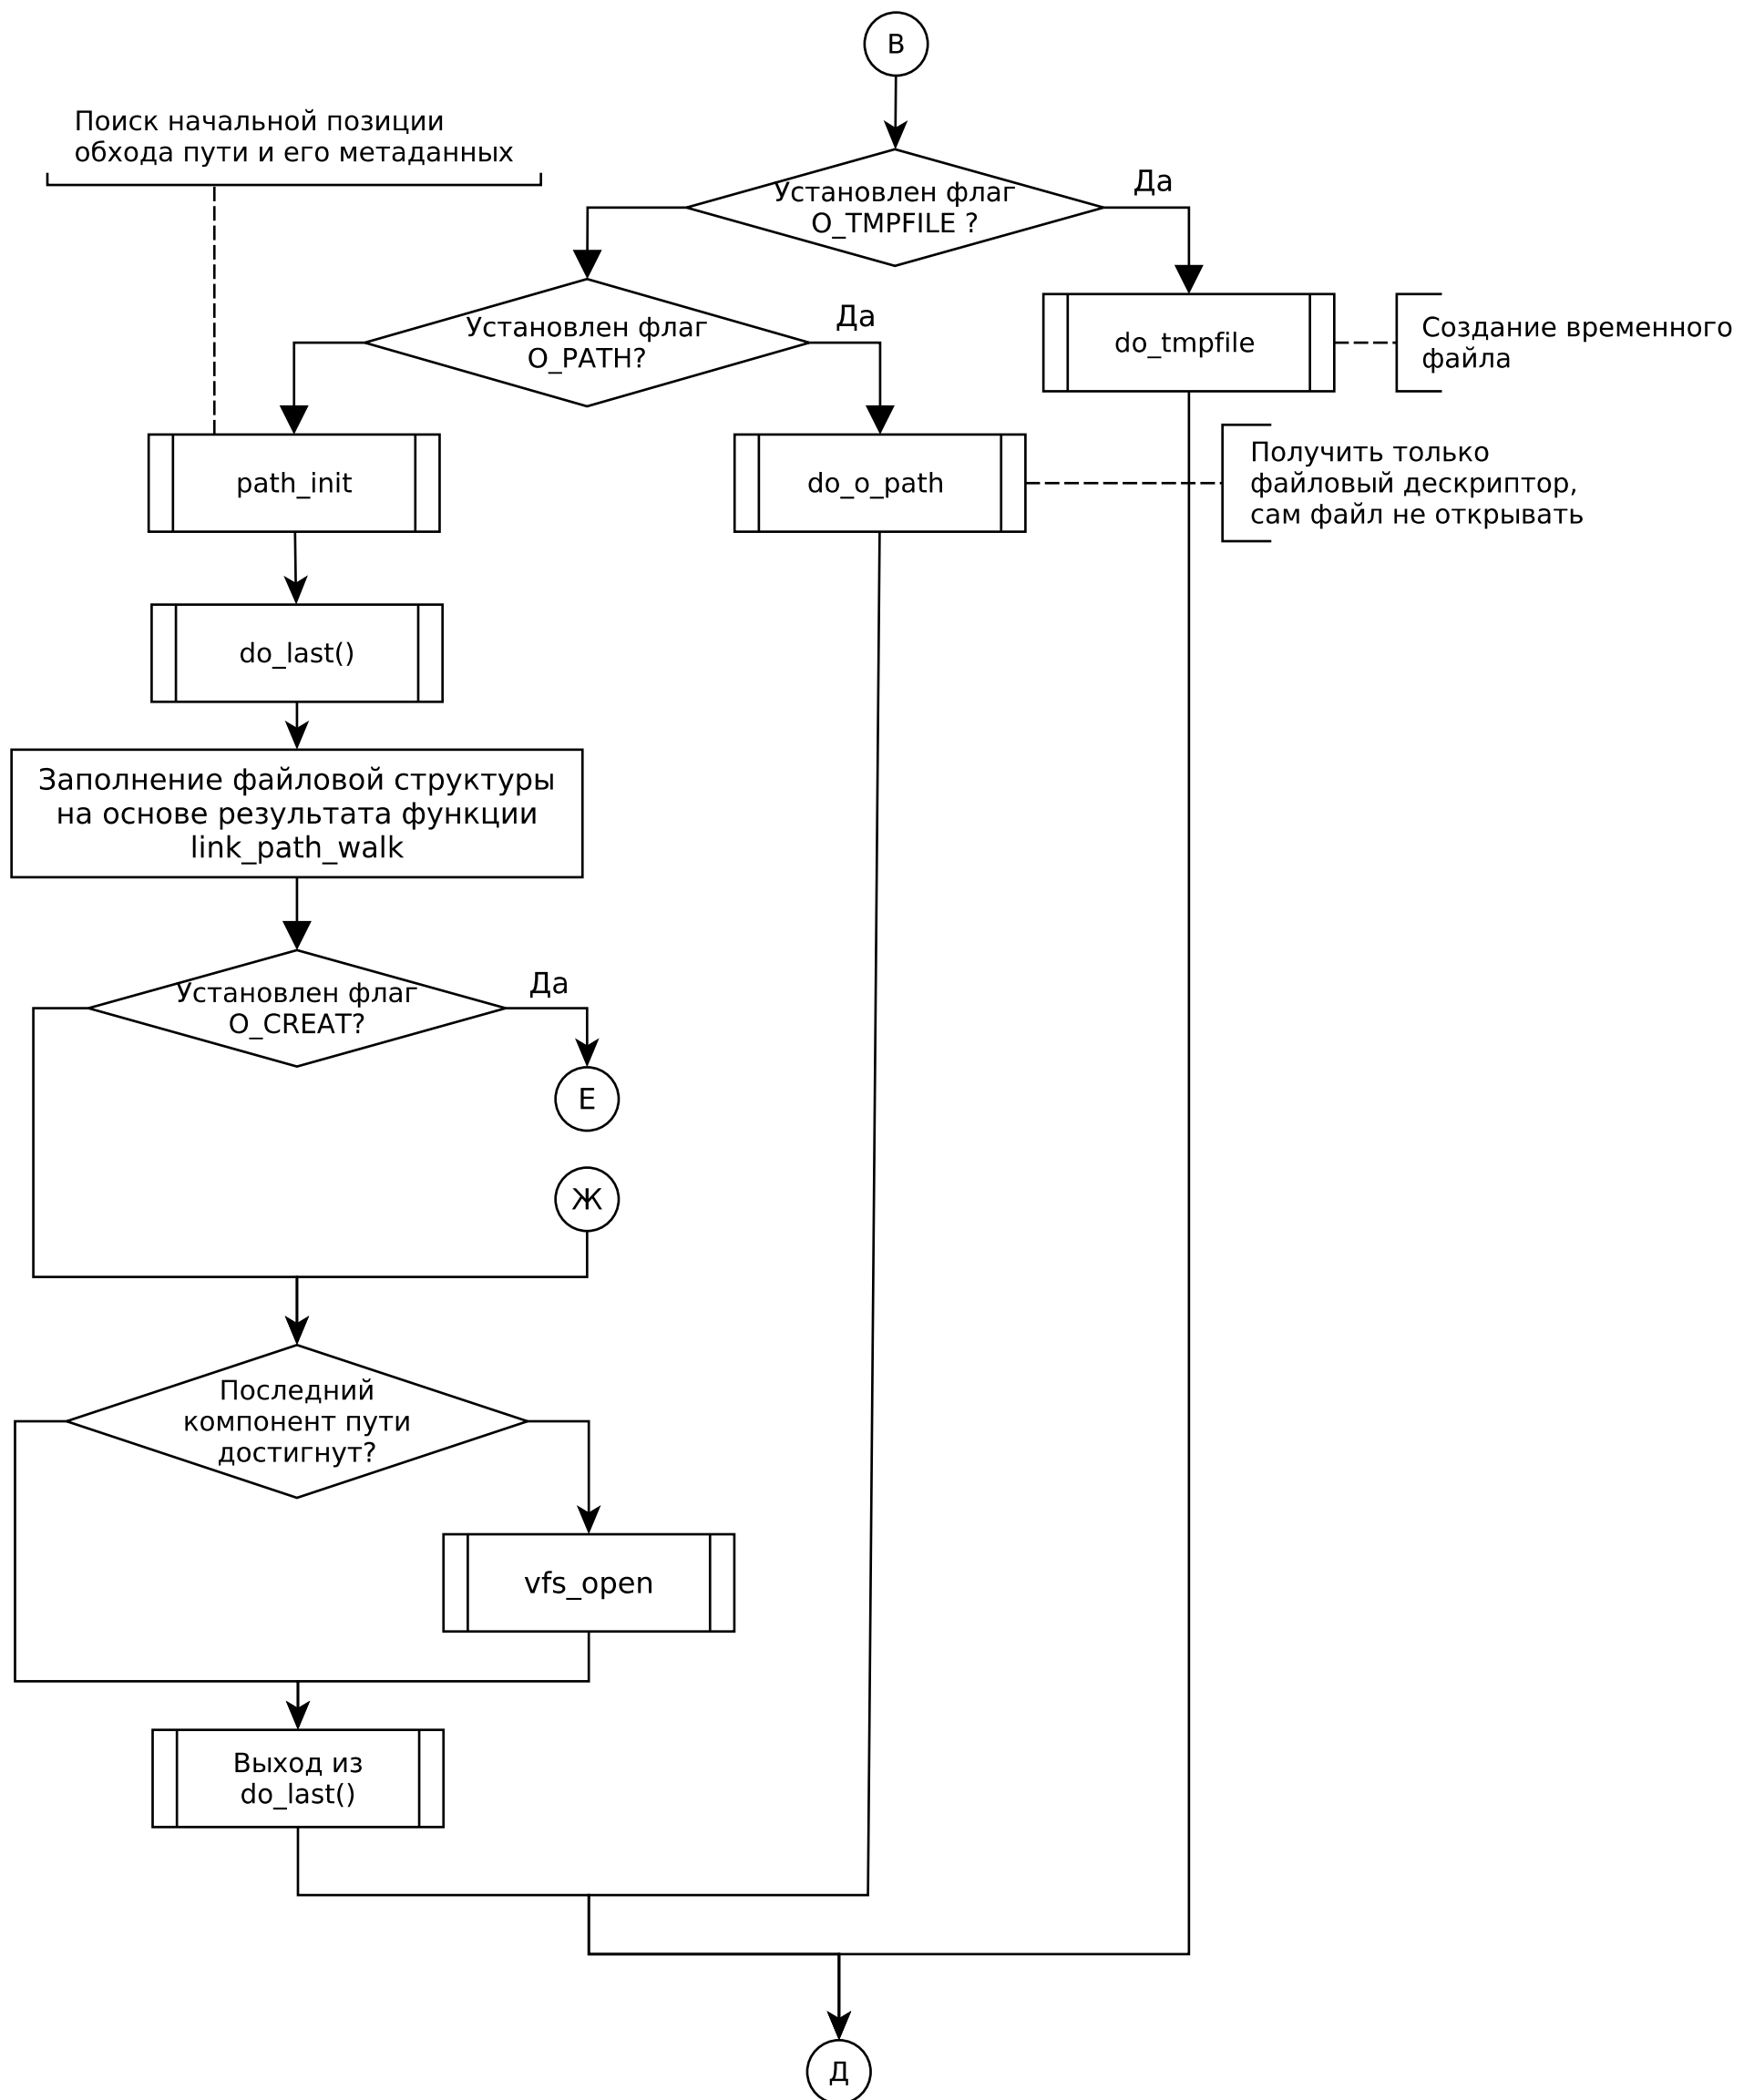 В
Поиск начальной позиции
обхода пути и его метаданных
Да
Установлен флаг
O_TMPFILE ?
Да
Установлен флаг
O_PATH?
do_tmpfile
Создание временного
файла
path_init
do_o_path
Получить только
файловый дескриптор,
сам файл не открывать
do_last()
Заполнение файловой структуры
на основе результата функции
link_path_walk
Да
Установлен флаг
O_CREAT?
Е
Ж
Последний
компонент пути
достигнут?
vfs_open
Выход из
do_last()
Д